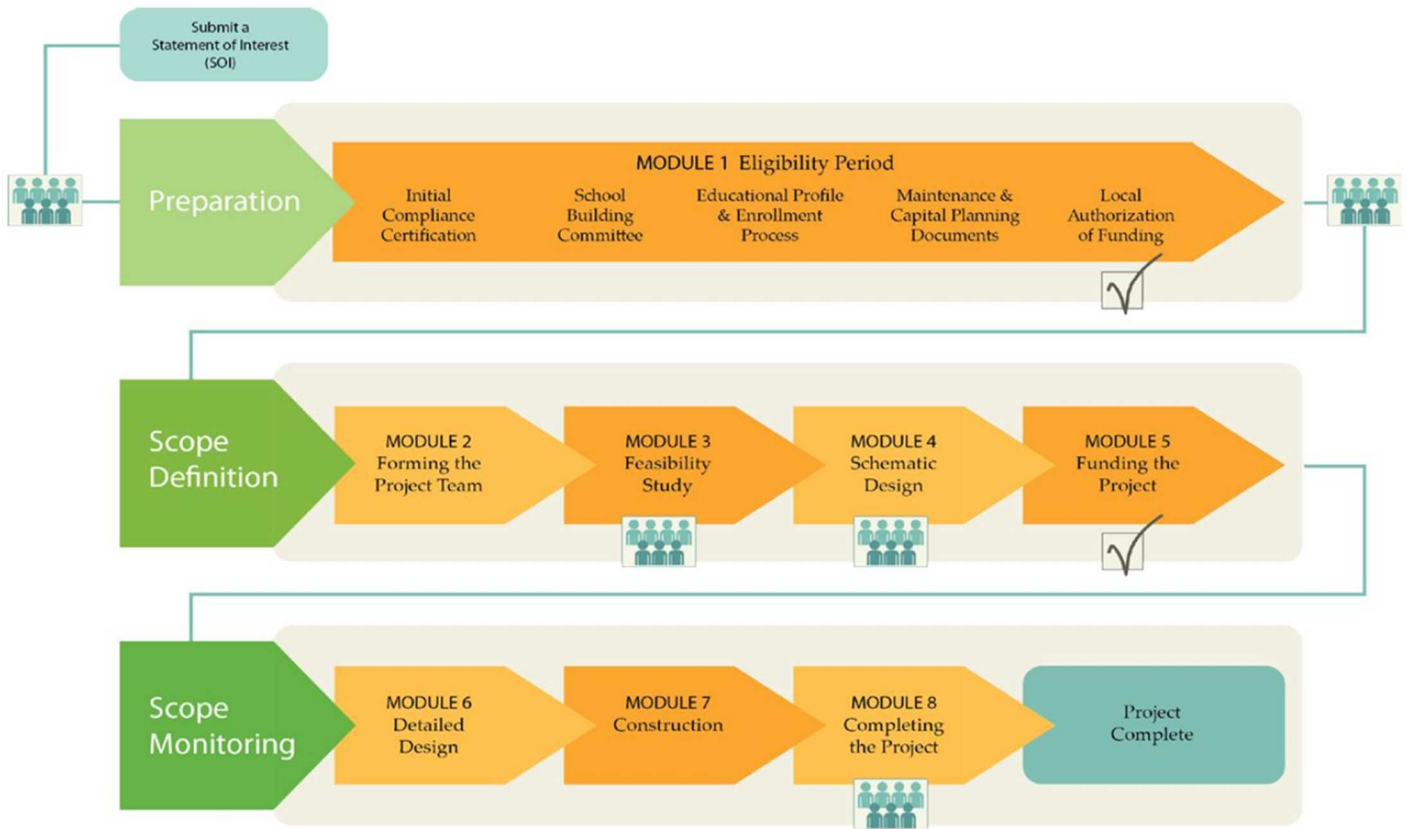 Submit a
Statement of Interest
(SOI)
Preparation
MODULE 1 Eligibility Period
Initial
Compliance
Certification
School
Building
Committee
Educational Profile
& Enrollment
Process
Maintenance &
Capital Planning
Documents
Local
Authorization
of Funding
Scope
Definition
MODULE 2
Forming the
Project Team
MODULE 3
Feasibility
Study
MODULE 4
Schematic
Design
MODULE 5
Funding the
Project
Scope
Monitoring
MODULE 6
Detailed
Design
MODULE 7
Construction
MODULE 8
Completing
the Project
Project
Complete